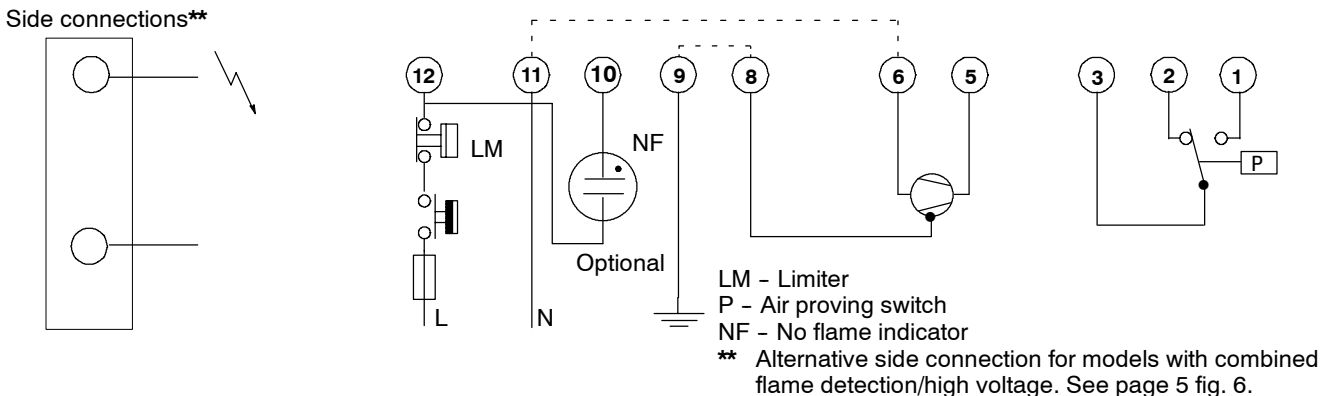 Side connections**
12 11 10 9 8 6 5 3 2 1
LM
NF
P
Optional
L
N
LM – Limiter
P – Air proving switch
NF – No flame indicator
** Alternative side connection for models with combined
flame detection/high voltage. See page 5 fig. 6.